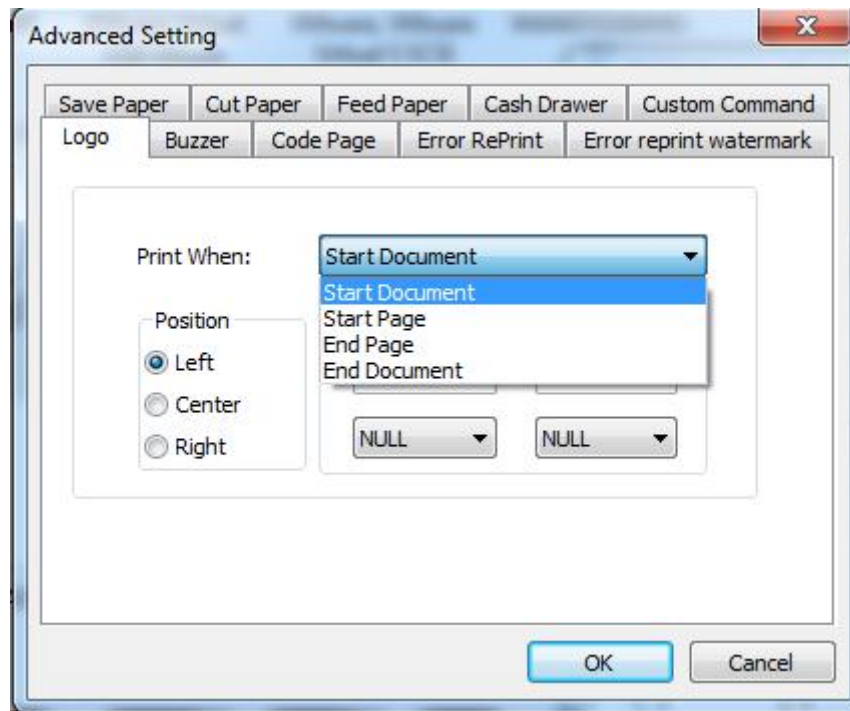 Advanced Setting
Save Paper Cut Paper Feed Paper Cash Drawer Custom Command
Logo Buzzer Code Page Error RePrint Error reprint watermark
Print When: Start Document
Start Document
Start Page
End Page
End Document
Position
Left
Center
Right
NULL NULL
OK Cancel